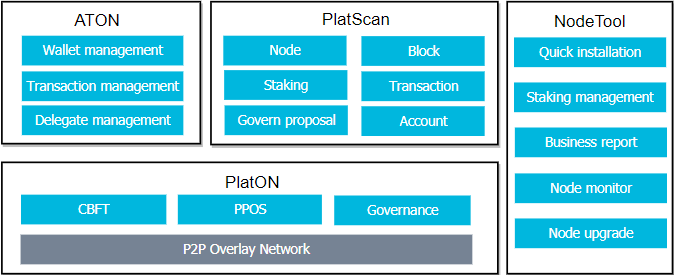 ATON
Wallet management
Transaction management
Delegate management
PlatScan
Node
Block
Staking
Transaction
Govern proposal
Account
NodeTool
Quick installation
Staking management
Business report
Node monitor
Node upgrade
PlatON
CBFT
PPOS
Governance
P2P Overlay Network